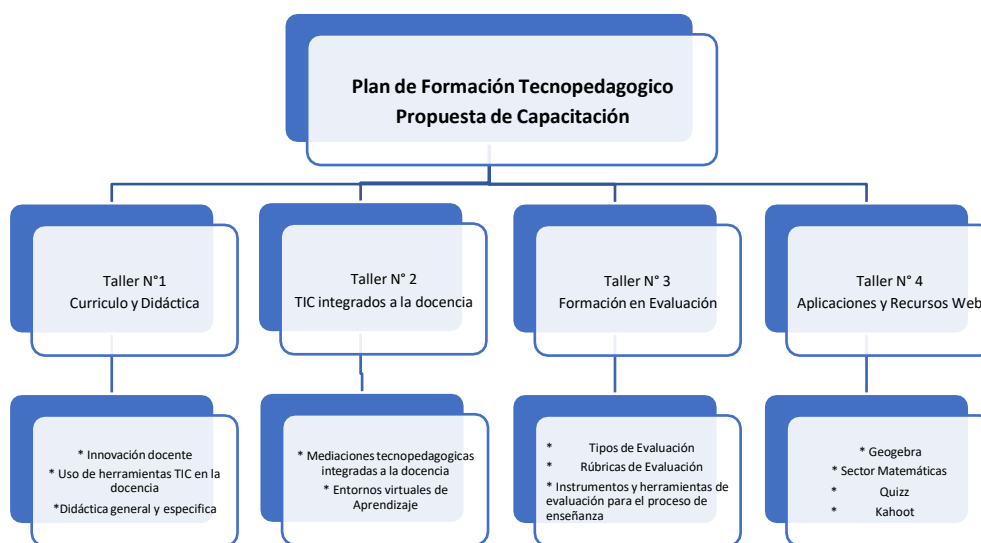 Plan de Formación Tecnopedagogico
Propuesta de Capacitación
Taller N°1
Curriculo y Didáctica
Taller N° 2
TIC integrados a la docencia
Taller N° 3
Formación en Evaluación
Taller N° 4
Aplicaciones y Recursos Web
* Innovación docente
* Uso de herramientas TIC en la
docencia
*Didáctica general y especifica
* Mediaciones tecnopedagogicas
integradas a la docencia
* Entornos virtuales de
Aprendizaje
* Tipos de Evaluación
* Rúbricas de Evaluación
* Instrumentos y herramientas de
evaluación para el proceso de
enseñanza
* Geogebra
* Sector Matemáticas
* Quizz
* Kahoot